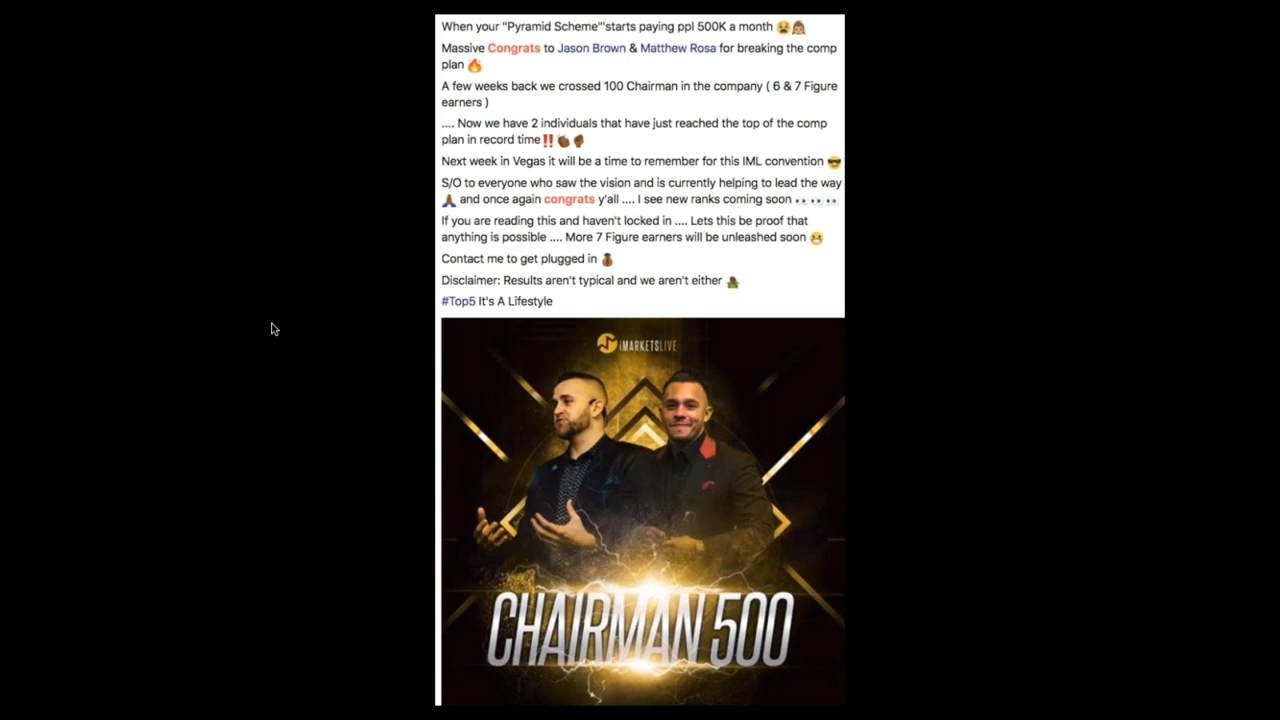 When your "Pyramid Scheme"'starts paying ppl 500K a month 😫🙈
Massive Congrats to Jason Brown & Matthew Rosa for breaking the comp
plan 🔥
A few weeks back we crossed 100 Chairman in the company ( 6 & 7 Figure
earners )
.... Now we have 2 individuals that have just reached the top of the comp
plan in record time‼️
Next week in Vegas it will be a time to remember for this IML convention 😎
S/O to everyone who saw the vision and is currently helping to lead the way
🙏🏾 and once again congrats y'all .... I see new ranks coming soon 👀 👀 👀
If you are reading this and haven't locked in .... Lets this be proof that
anything is possible .... More 7 Figure earners will be unleashed soon 😬
Contact me to get plugged in
Disclaimer: Results aren't typical and we aren't either
#Top5 It's A Lifestyle
iMARKETSLIVE
CHAIRMAN 500